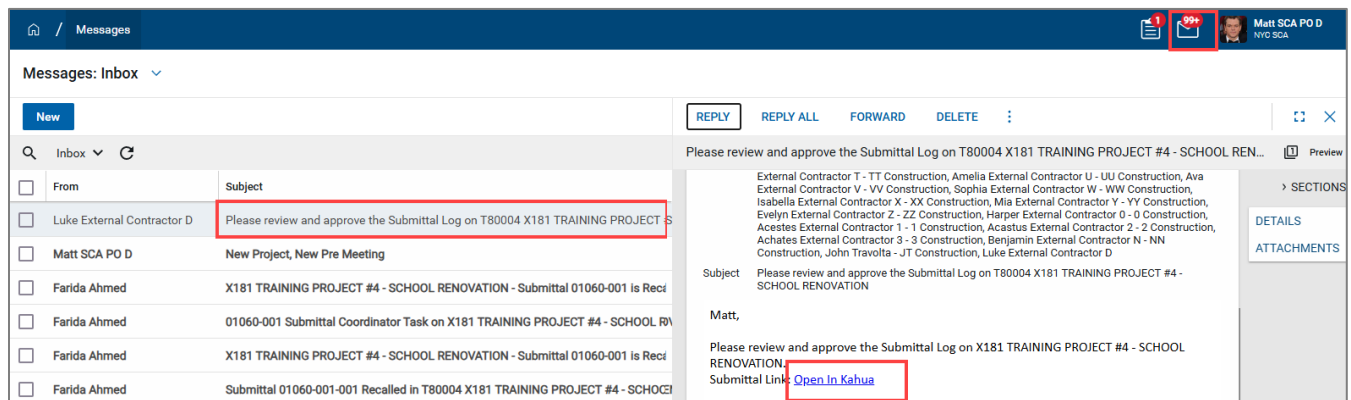 / Messages
1
99+
Matt SCA PO D
NYC SCA
Messages: Inbox
New
REPLY REPLY ALL FORWARD DELETE
Inbox
Please review and approve the Submittal Log on T80004 X181 TRAINING PROJECT #4 - SCHOOL REN... 1 Preview
From Subject
Luke External Contractor D Please review and approve the Submittal Log on T80004 X181 TRAINING PROJECT
Matt SCA PO D New Project, New Pre Meeting
Farida Ahmed X181 TRAINING PROJECT #4 - SCHOOL RENOVATION - Submittal 01060-001 is Reca
Farida Ahmed 01060-001 Submittal Coordinator Task on X181 TRAINING PROJECT #4 - SCHOOL
Farida Ahmed X181 TRAINING PROJECT #4 - SCHOOL RENOVATION - Submittal 01060-001 is Reca
Farida Ahmed Submittal 01060-001-001 Recalled in T80004 X181 TRAINING PROJECT #4 -
External Contractor T - TT Construction, Amelia External Contractor U - UU Construction, Ava
External Contractor V - VV Construction, Sophia External Contractor W - WW Construction,
Isabella External Contractor X - XX Construction, Mia External Contractor Y - YY Construction,
Evelyn External Contractor Z - ZZ Construction, Harper External Contractor 0 - 0 Construction,
Acestes External Contractor 1 - 1 Construction, Acastus External Contractor 2 - 2 Construction,
Achates External Contractor 3 - 3 Construction, Benjamin External Contractor N - NN
Construction, John Travolta - JT Construction, Luke External Contractor D
Subject Please review and approve the Submittal Log on T80004 X181 TRAINING PROJECT #4 -
SCHOOL RENOVATION
Matt,
Please review and approve the Submittal Log on X181 TRAINING PROJECT #4 - SCHOOL
RENOVATION.
Submittal Link: Open In Kahua
SECTIONS
DETAILS
ATTACHMENTS